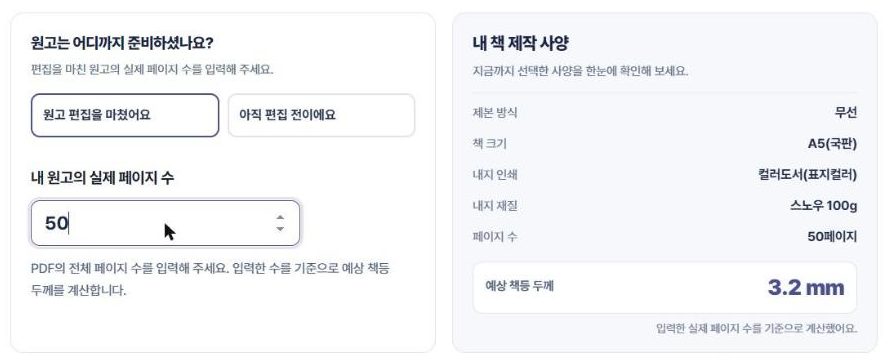 원고는 어디까지 준비하셨나요?
편집을 마친 원고의 실제 페이지 수를 입력해 주세요.
원고 편집을 마쳤어요
아직 편집 전이에요
내 원고의 실제 페이지 수
50
PDF의 전체 페이지 수를 입력해 주세요. 입력한 수를 기준으로 예상 책등
두께를 계산합니다.
내 책 제작 사양
지금까지 선택한 사양을 한눈에 확인해 보세요.
제본 방식 무선
책 크기 A5(국판)
내지 인쇄 컬러도서(표지컬러)
내지 재질 스노우 100g
페이지 수 50페이지
예상 책등 두께 3.2 mm
입력한 실제 페이지 수를 기준으로 계산했어요.